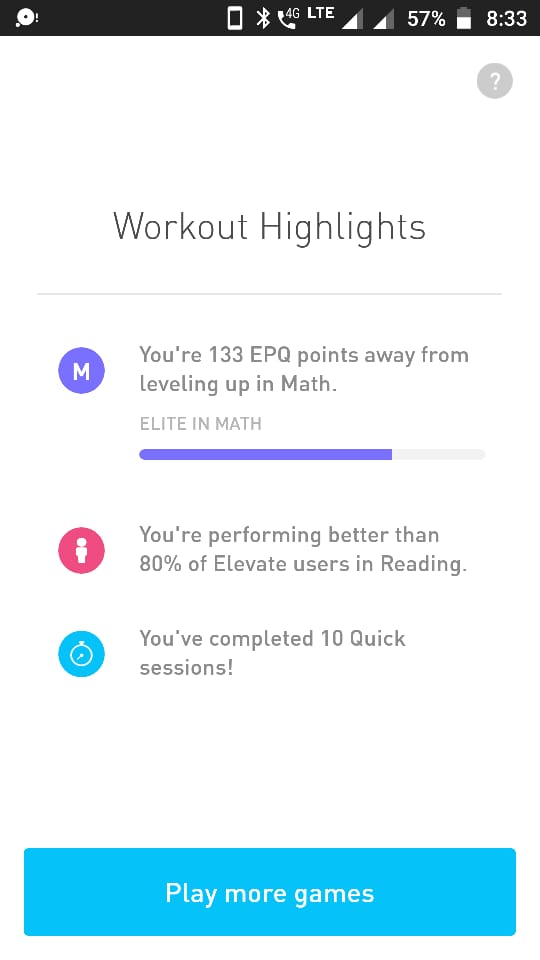 4G LTE 57% 8:33
?
Workout Highlights
M
You're 133 EPQ points away from
leveling up in Math.
ELITE IN MATH
You're performing better than
80% of Elevate users in Reading.
You've completed 10 Quick
sessions!
Play more games